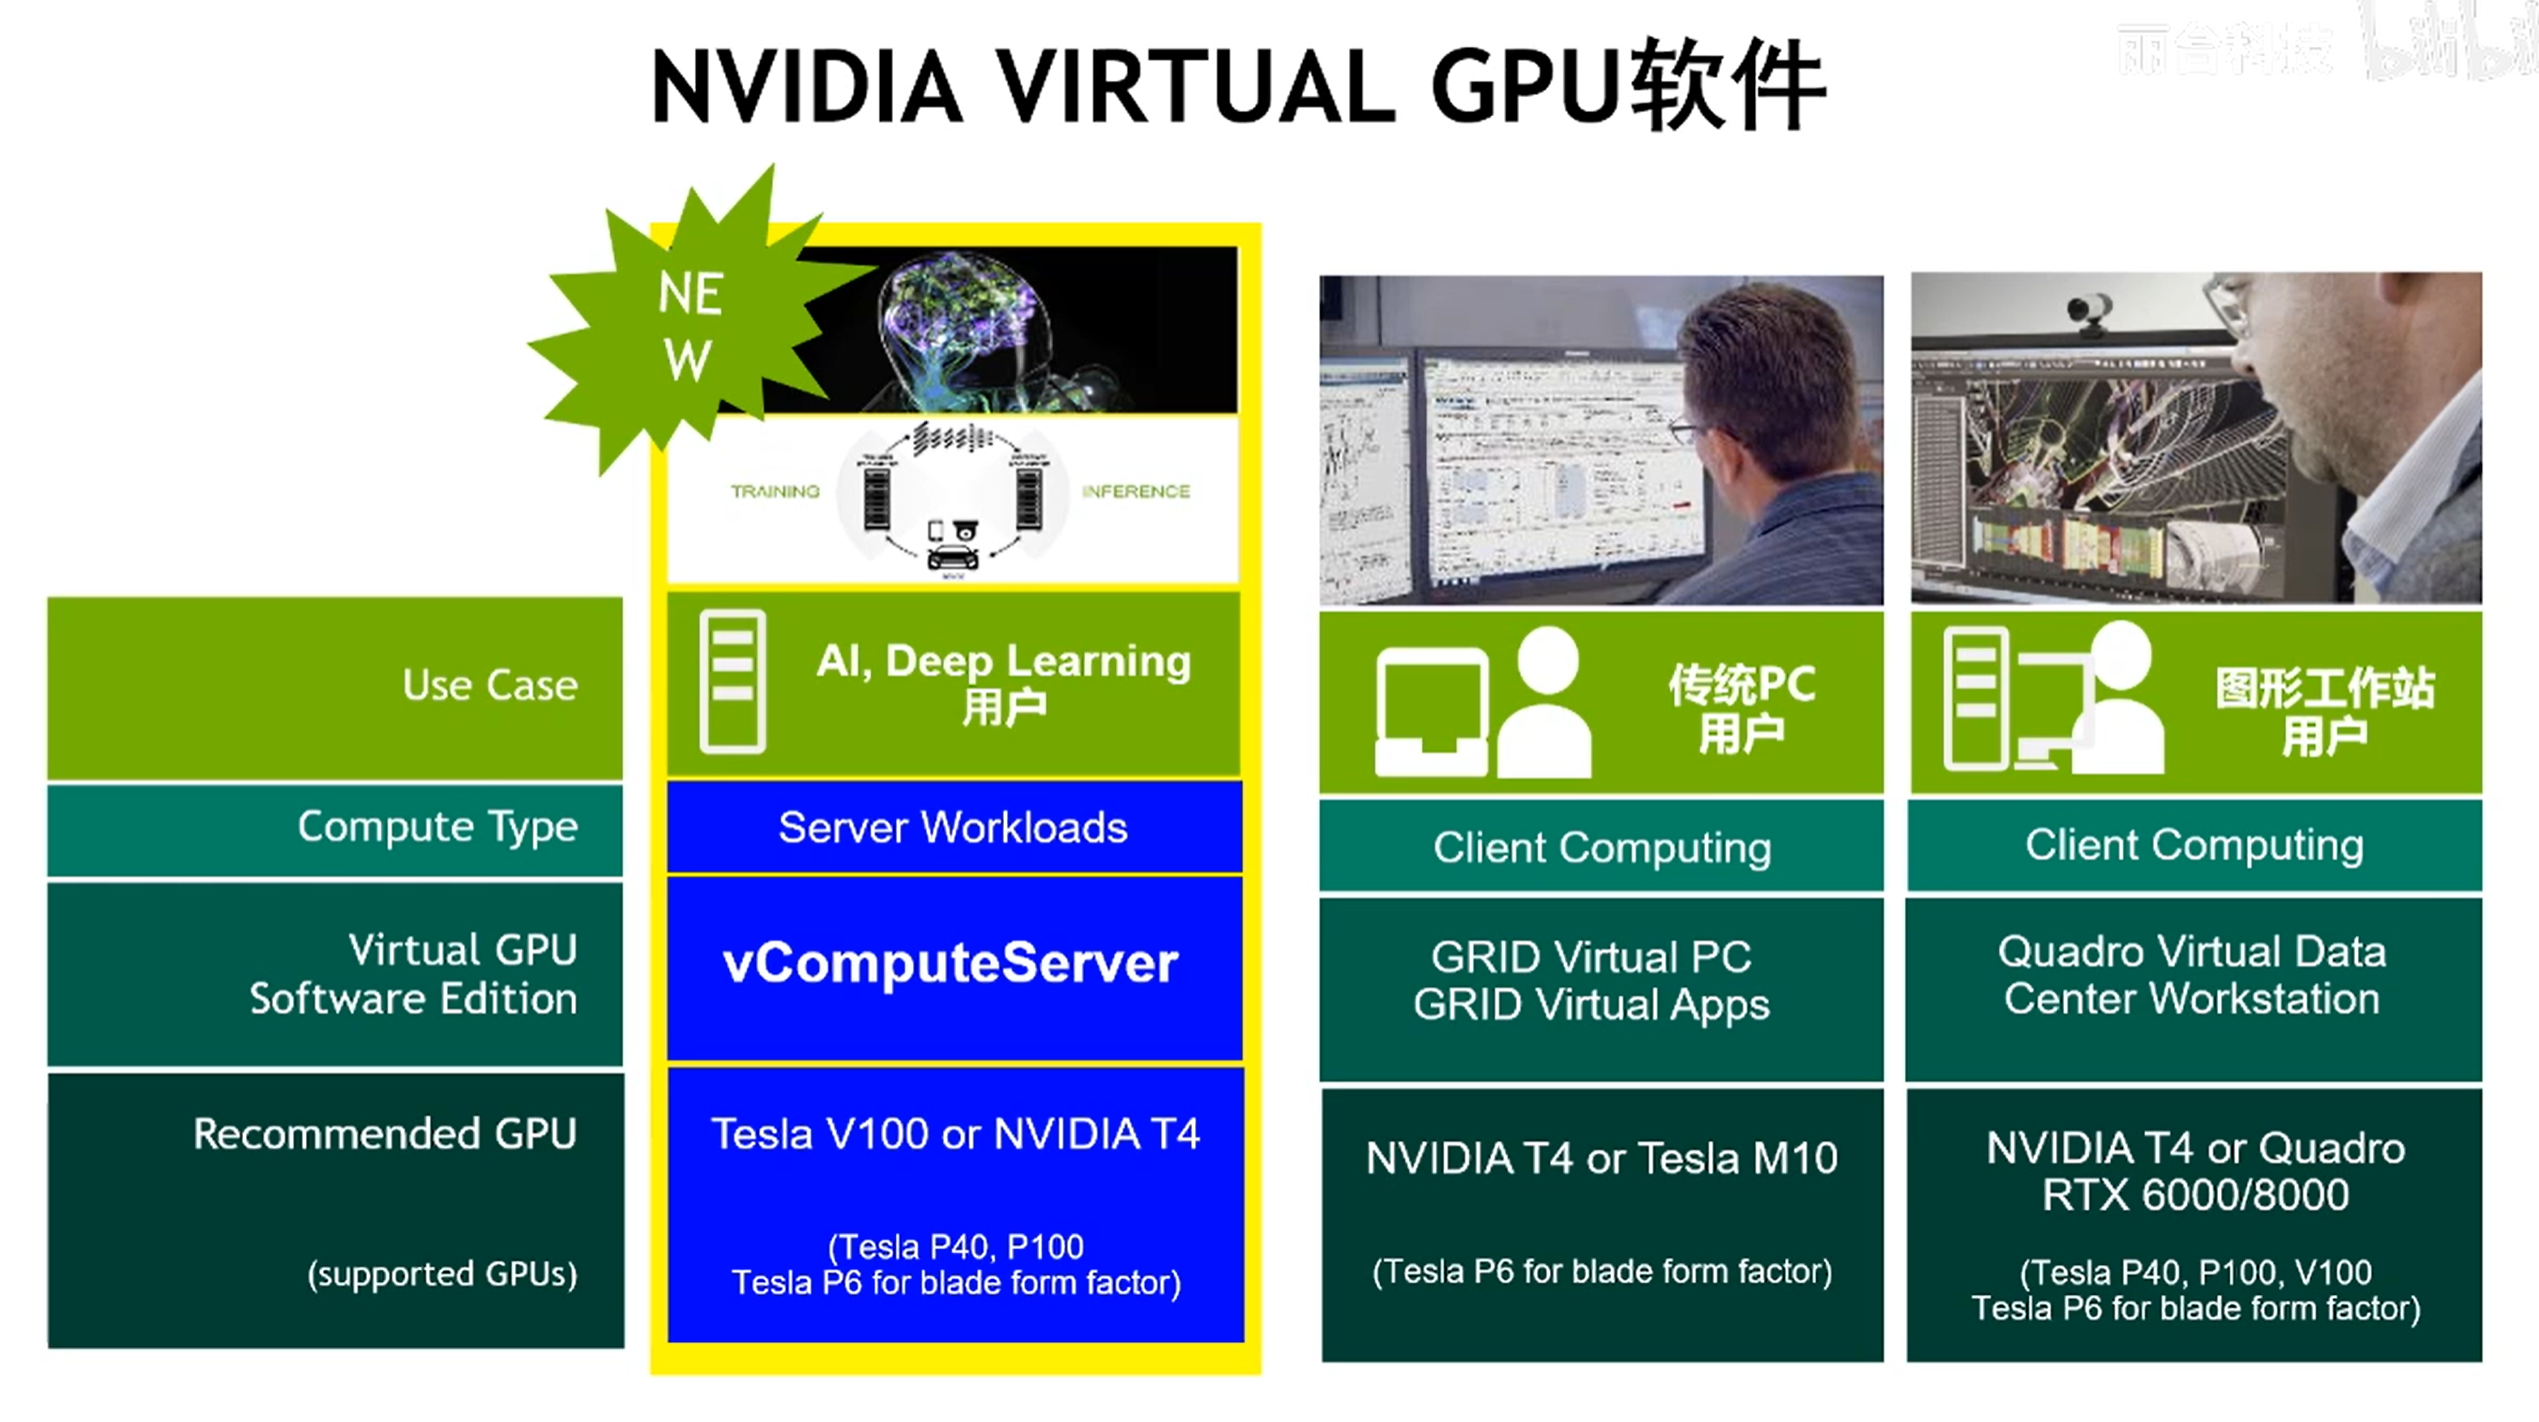 丽台科技 bilibili
NVIDIA VIRTUAL GPU软件
NE
W
TRAINING
INFERENCE
Use Case
AI, Deep Learning
用户
传统PC
用户
图形工作站
用户
Compute Type
Server Workloads
Client Computing
Client Computing
Virtual GPU
Software Edition
vComputeServer
GRID Virtual PC
GRID Virtual Apps
Quadro Virtual Data
Center Workstation
Recommended GPU
(supported GPUs)
Tesla V100 or NVIDIA T4
(Tesla P40, P100
Tesla P6 for blade form factor)
NVIDIA T4 or Tesla M10
(Tesla P6 for blade form factor)
NVIDIA T4 or Quadro
RTX 6000/8000
(Tesla P40, P100, V100
Tesla P6 for blade form factor)